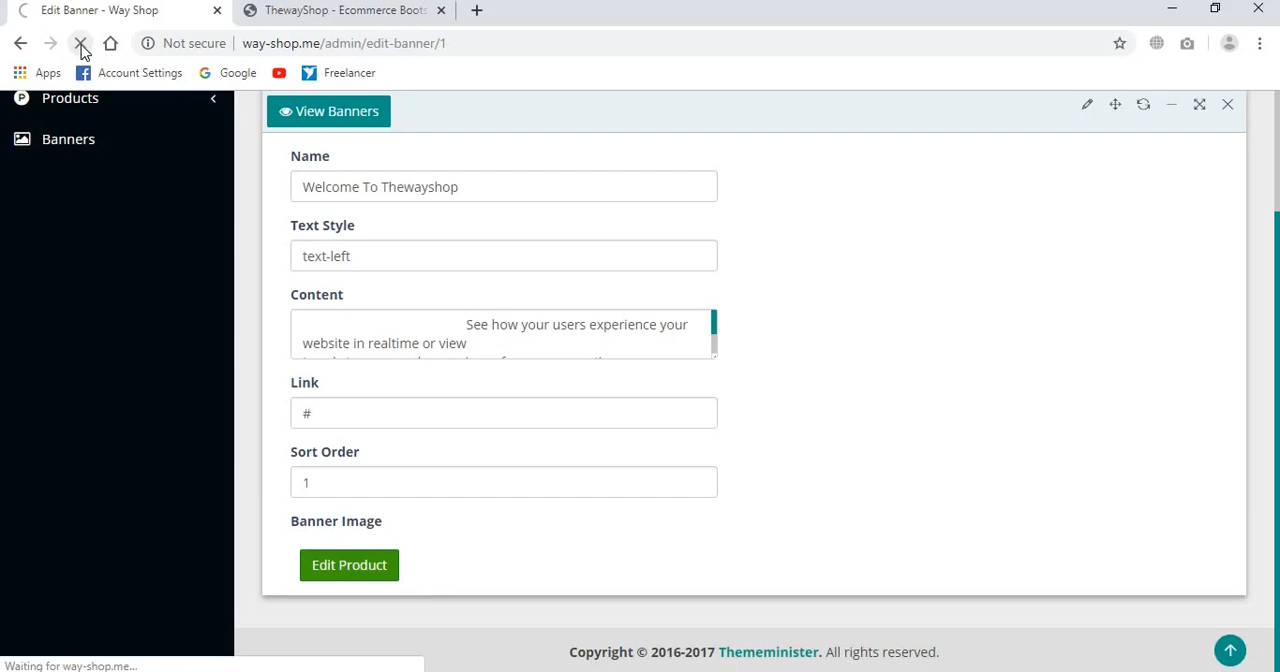 Edit Banner - Way Shop
ThewayShop - Ecommerce Boots
Not secure | way-shop.me/admin/edit-banner/1
Apps
Account Settings
Google
Freelancer
P Products
Banners
View Banners
Name
Welcome To Thewayshop
Text Style
text-left
Content
See how your users experience your
website in realtime or view
Link
#
Sort Order
1
Banner Image
Edit Product
Copyright © 2016-2017 Thememinister. All rights reserved.
Waiting for way-shop.me...